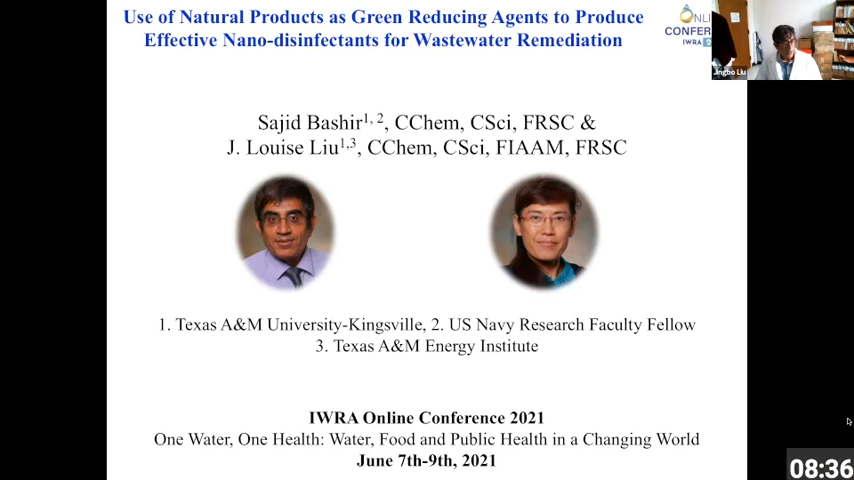 Use of Natural Products as Green Reducing Agents to Produce
Effective Nano-disinfectants for Wastewater Remediation
IWRA
Jingbo Liu
Sajid Bashir1, 2, CChem, CSci, FRSC &
J. Louise Liu1,3, CChem, CSci, FIAAM, FRSC
1. Texas A&M University-Kingsville, 2. US Navy Research Faculty Fellow
3. Texas A&M Energy Institute
IWRA Online Conference 2021
One Water, One Health: Water, Food and Public Health in a Changing World
June 7th-9th, 2021
08:36